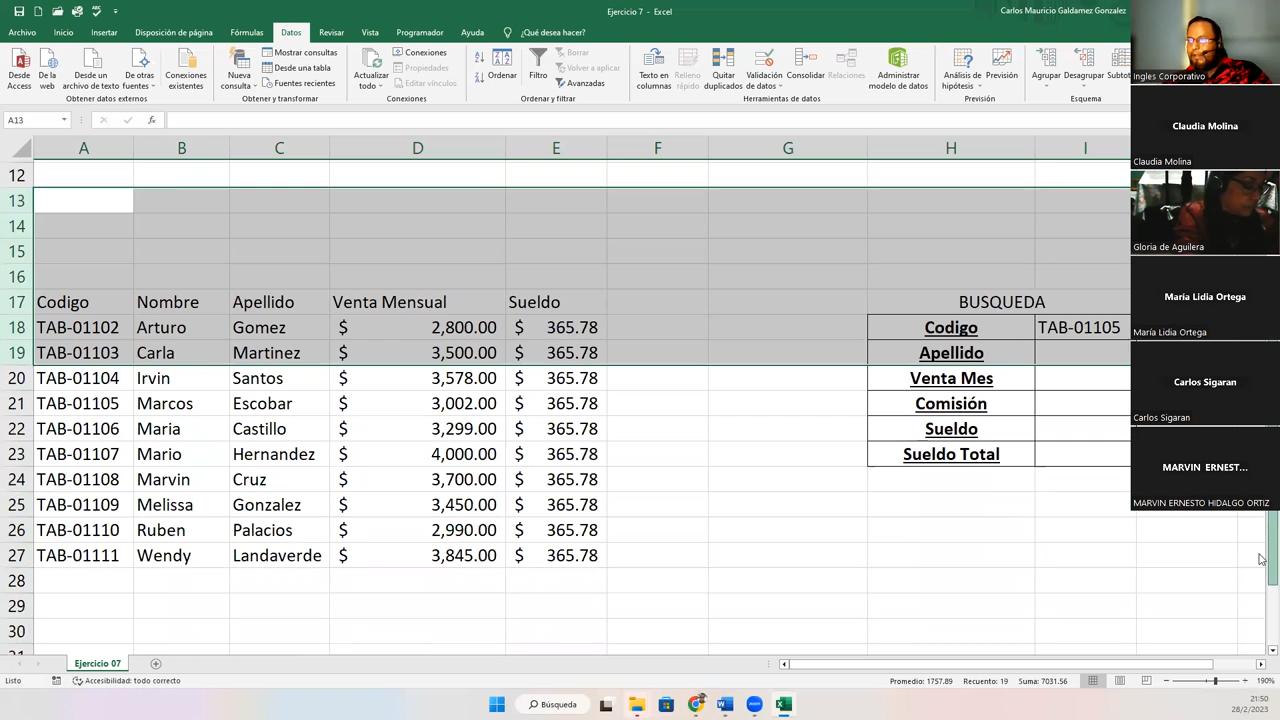 Ejercicio 7 - Excel
Carlos Mauricio Galdamez Gonzalez
Archivo Inicio Insertar Disposición de página Fórmulas Datos Revisar Vista Programador Ayuda ¿Qué desea hacer?
Desde Access
De la web
Desde un archivo de texto
De otras fuentes
Conexiones existentes
Obtener datos externos
Nueva consulta
Mostrar consultas
Desde una tabla
Fuentes recientes
Obtener y transformar
Actualizar todo
Conexiones
Propiedades
Editar vínculos
Conexiones
Ordenar
Filtro
Borrar
Volver a aplicar
Avanzadas
Ordenar y filtrar
Texto en columnas
Relleno rápido
Quitar duplicados
Validación de datos
Consolidar
Relaciones
Administrar modelo de datos
Herramientas de datos
Análisis de hipótesis
Previsión
Previsión
Agrupar
Desagrupar
Subtot
Esquema
A13
fx
A B C D E F G H I
12
13
14
15
16
17 Codigo Nombre Apellido Venta Mensual Sueldo BUSQUEDA
18 TAB-01102 Arturo Gomez $ 2,800.00 $ 365.78 Codigo TAB-01105
19 TAB-01103 Carla Martinez $ 3,500.00 $ 365.78 Apellido
20 TAB-01104 Irvin Santos $ 3,578.00 $ 365.78 Venta Mes
21 TAB-01105 Marcos Escobar $ 3,002.00 $ 365.78 Comisión
22 TAB-01106 Maria Castillo $ 3,299.00 $ 365.78 Sueldo
23 TAB-01107 Mario Hernandez $ 4,000.00 $ 365.78 Sueldo Total
24 TAB-01108 Marvin Cruz $ 3,700.00 $ 365.78
25 TAB-01109 Melissa Gonzalez $ 3,450.00 $ 365.78
26 TAB-01110 Ruben Palacios $ 2,990.00 $ 365.78
27 TAB-01111 Wendy Landaverde $ 3,845.00 $ 365.78
28
29
30
Ejercicio 07
Listo Accesibilidad: todo correcto Promedio: 1757.89 Recuento: 19 Suma: 7031.56 190%
Búsqueda
21:50
28/2/2023
Ingles Corporativo
Claudia Molina
Claudia Molina
Gloria de Aguilera
María Lidia Ortega
María Lidia Ortega
Carlos Sigaran
Carlos Sigaran
MARVIN ERNEST...
MARVIN ERNESTO HIDALGO ORTIZ